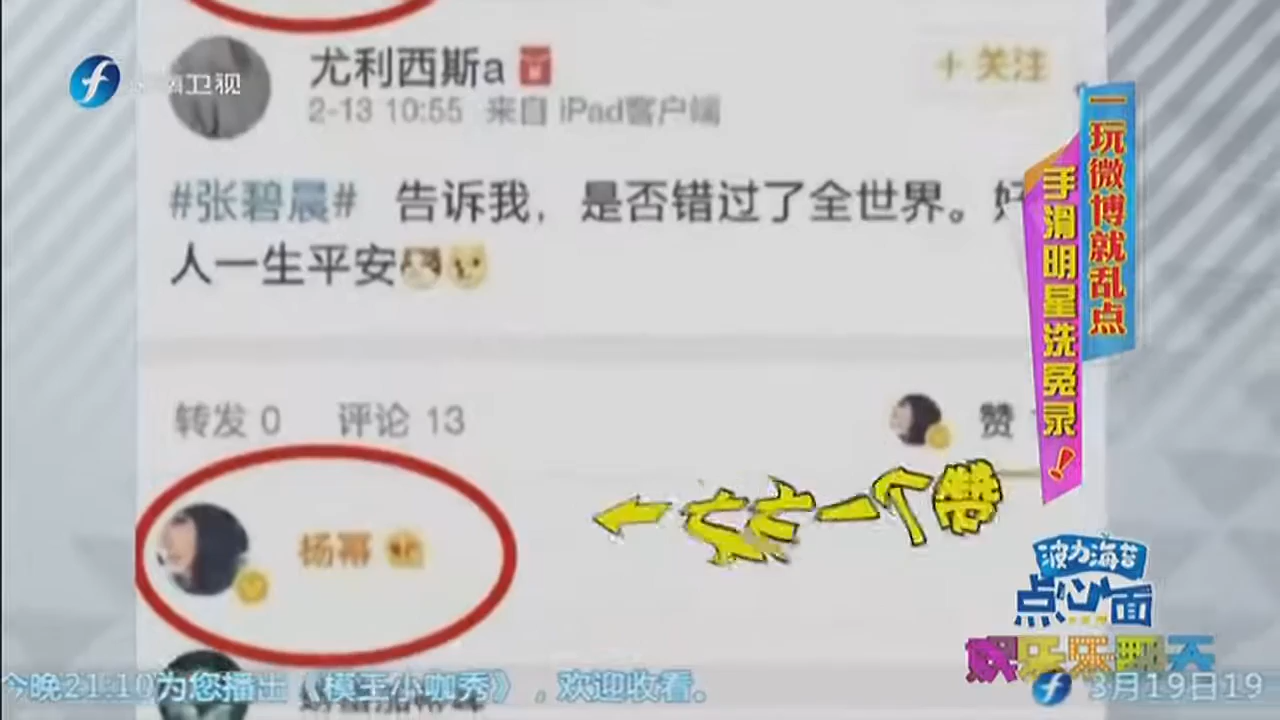 卫视
尤利西斯a
+ 关注
2-13 10:55 来自 iPad客户端
#张碧晨# 告诉我，是否错过了全世界。好
人一生平安
转发 0 评论 13
赞
杨幂
一玩微博就乱点
手滑明星洗冤录！
波力海苔
点心面
娱乐乐翻天
今晚21:10为您播出《模王小咖秀》，欢迎收看。
3月19日19